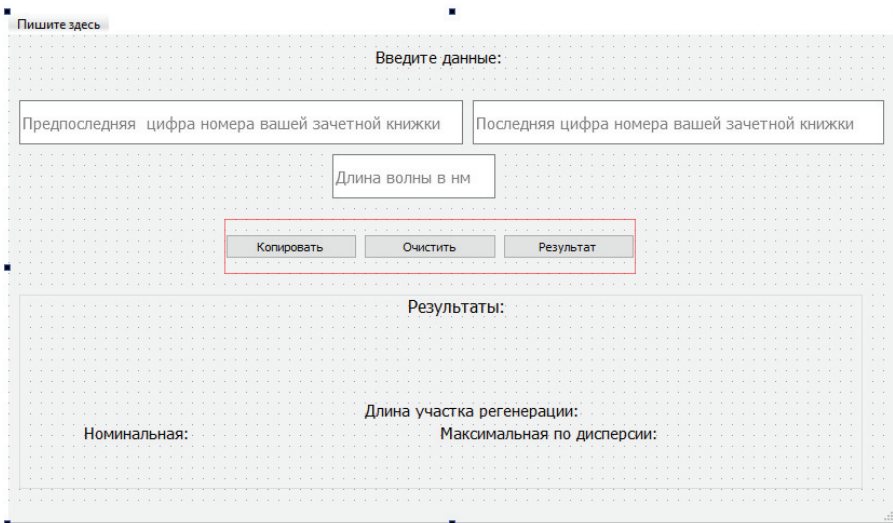 Пишите здесь
Введите данные:
Предпоследняя цифра номера вашей зачетной книжки
Последняя цифра номера вашей зачетной книжки
Длина волны в нм
Копировать
Очистить
Результат
Результаты:
Длина участка регенерации:
Номинальная:
Максимальная по дисперсии: